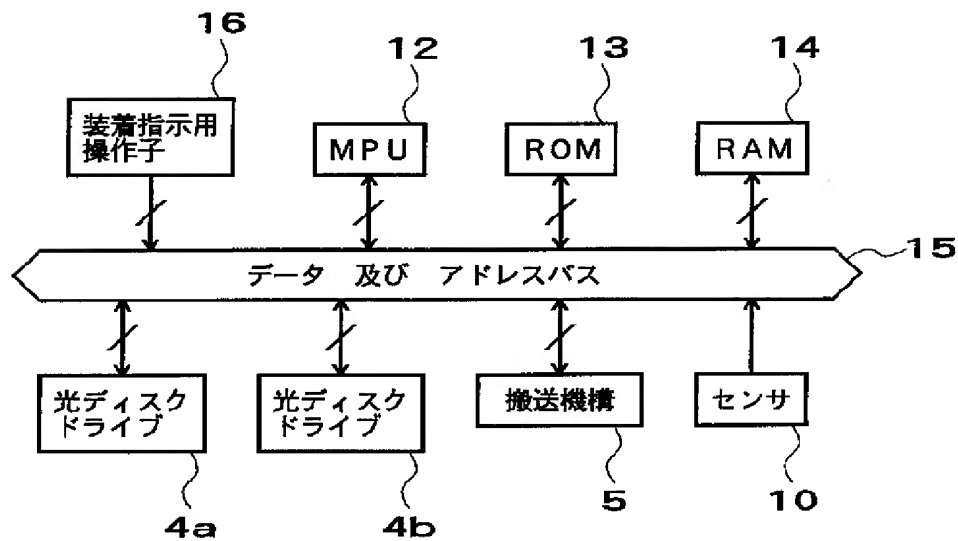 16
12
13
14
装着指示用
操作子
MPU
ROM
RAM
15
データ 及び アドレスバス
光ディスク
ドライブ
光ディスク
ドライブ
搬送機構
センサ
4a
4b
5
10